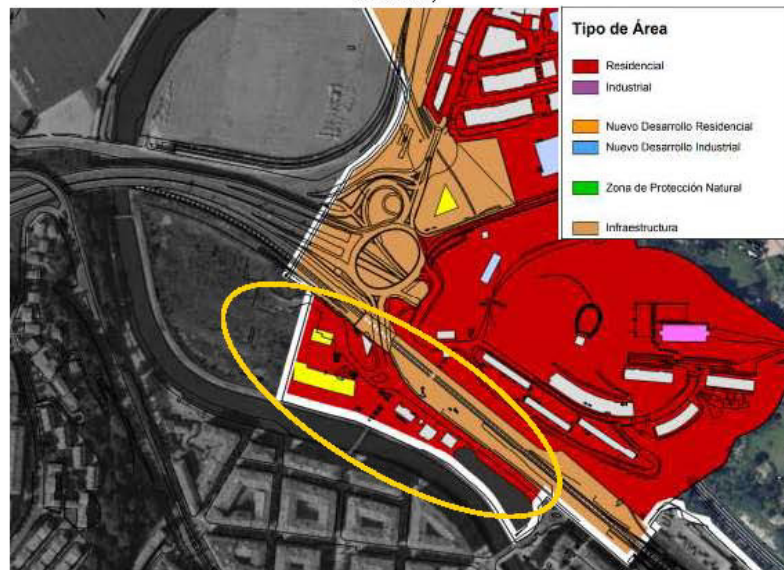 Tipo de Área
Residencial
Industrial
Nuevo Desarrollo Residencial
Nuevo Desarrollo Industrial
Zona de Protección Natural
Infraestructura